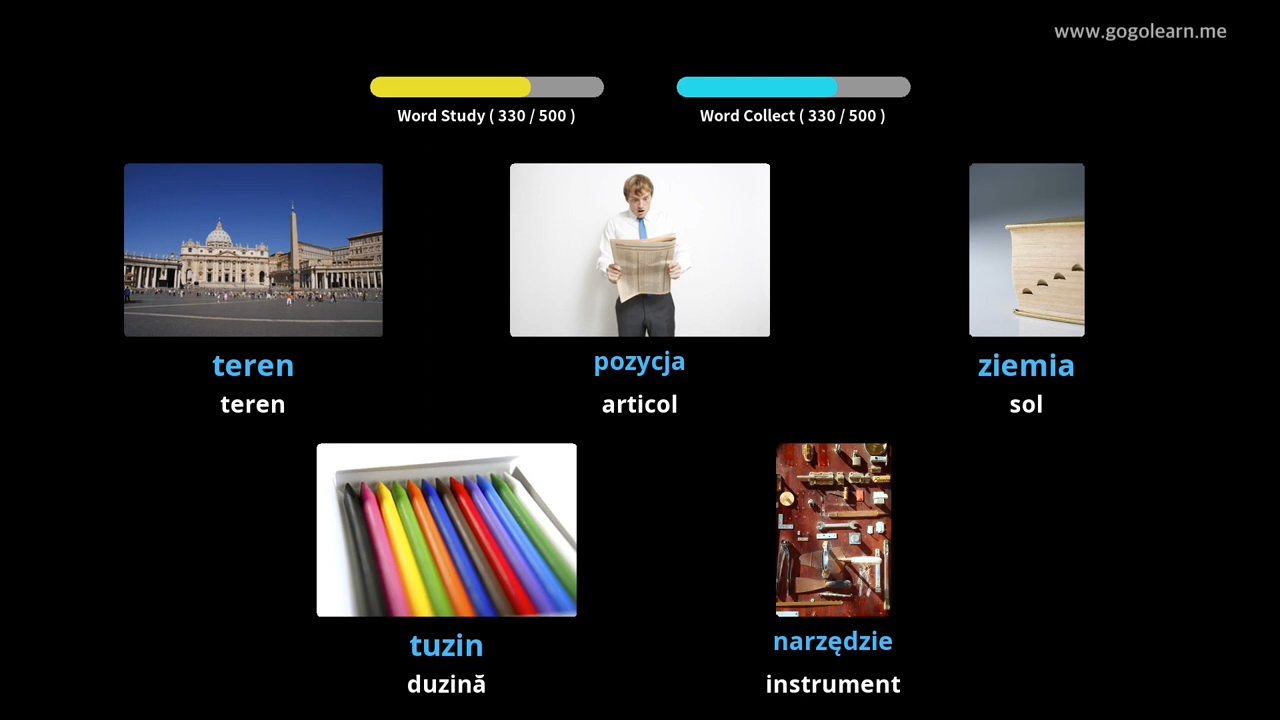 www.gogolearn.me
Word Study ( 330 / 500 )
Word Collect ( 330 / 500 )
teren
teren
pozycja
articol
ziemia
sol
tuzin
duzină
narzędzie
instrument